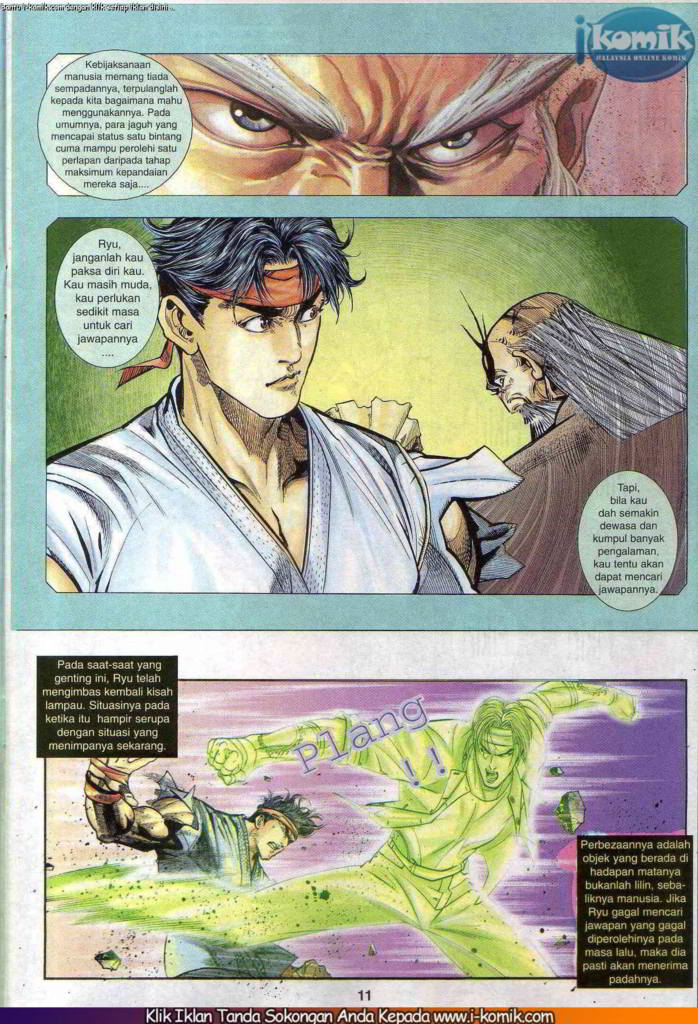 i komik
MALAYSIA ONLINE KOMIK
Kebijaksanaan
manusia memang tiada
sempadannya, terpulanglah
kepada kita bagaimana mahu
menggunakannya. Pada
umumnya, para jaguh yang
mencapai status satu bintang
cuma mampu perolehi satu
perlapan daripada tahap
maksimum kepandaian
mereka saja....
Ryu,
janganlah kau
paksa diri kau.
Kau masih muda,
kau perlukan
sedikit masa
untuk cari
jawapannya
....
Tapi,
bila kau
dah semakin
dewasa dan
kumpul banyak
pengalaman,
kau tentu akan
dapat mencari
jawapannya.
Pada saat-saat yang
genting ini, Ryu telah
mengimbas kembali kisah
lampau. Situasinya pada
ketika itu hampir serupa
dengan situasi yang
menimpanya sekarang.
Plang
!!
Perbezaannya adalah
objek yang berada di
hadapan matanya
bukanlah lilin, seba-
liknya manusia. Jika
Ryu gagal mencari
jawapan yang gagal
diperolehinya pada
masa lalu, maka dia
pasti akan menerima
padahnya.
11
Klik Iklan Tanda Sokongan Anda Kepada www.i-komik.com